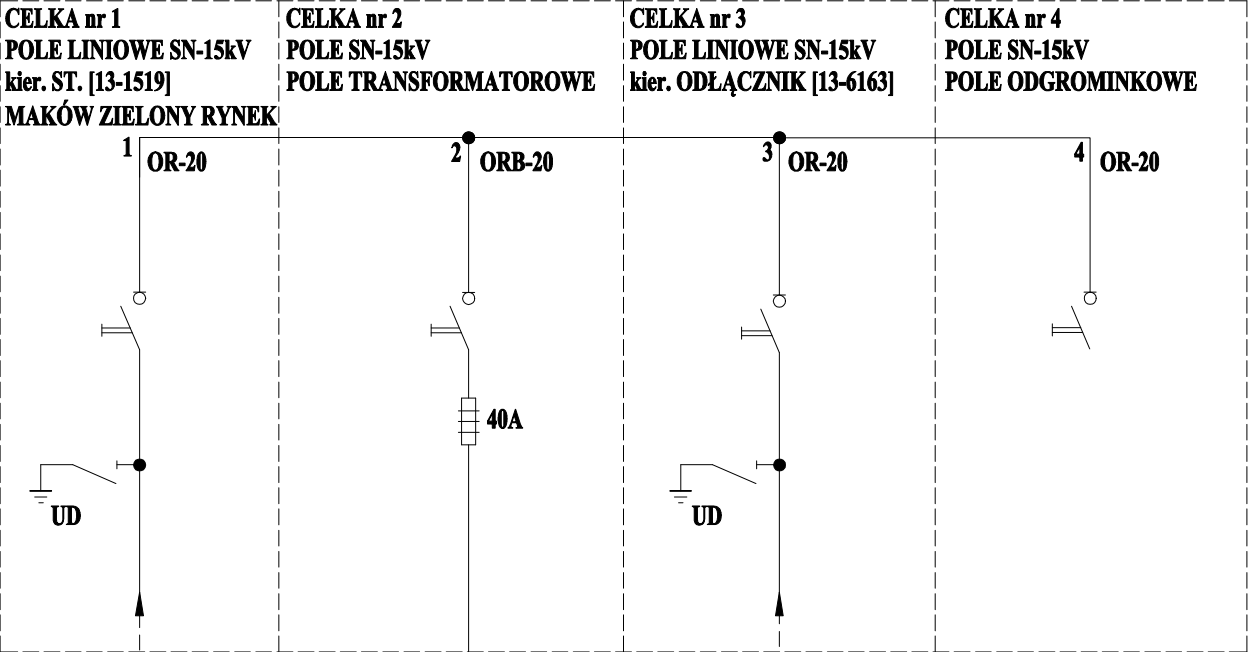 CELKA nr 1
POLE LINIOWE SN-15kV
kier. ST. [13-1519]
MAKÓW ZIELONY RYNEK
CELKA nr 2
POLE SN-15kV
POLE TRANSFORMATOROWE
CELKA nr 3
POLE LINIOWE SN-15kV
kier. ODŁĄCZNIK [13-6163]
CELKA nr 4
POLE SN-15kV
POLE ODGROMINKOWE
1
OR-20
2
ORB-20
3
OR-20
4
OR-20
40A
UD
UD